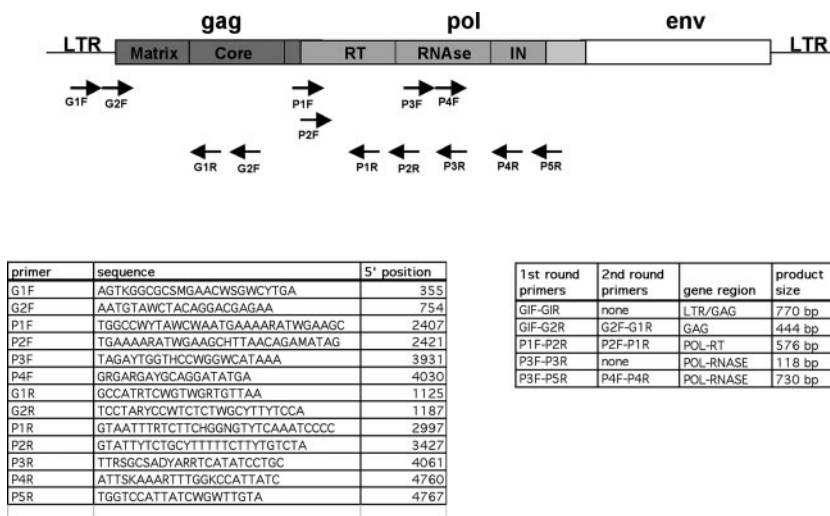 gag pol env
LTR Matrix Core RT RNAse IN LTR
G1F G2F P1F P3F P4F
P2F
G1R G2F P1R P2R P3R P4R P5R
primer sequence 5' position
G1F AGTKGGCGCSMGAACWSGWCYTGA 355
G2F AATGTAWCTACAGGACGAGAA 754
P1F TGGCCWYTAWCWAATGAAAARATWGAAGC 2407
P2F TGAAAARATWGAAGCHTTAACAGAMATAG 2421
P3F TAGAYTGGTHCCWGGWCATAAA 3931
P4F GRGARGAYGCAGGATATGA 4030
G1R GCCATRTCWGTWGRTGTTAA 1125
G2R TCCTARYCCWTCTCTWGCYTTYTCCA 1187
P1R GTAATTTRTCTTCHGGNGTYTCAAATCCCC 2997
P2R GTATTYTCTGCYTTTTTCTTYTGTCTA 3427
P3R TTRSGCSADYARRTCATATCCTGC 4061
P4R ATTSKAAARTTTGGKCCATTATC 4760
P5R TGGTCCATTATCWGWTTGTA 4767
1st round primers 2nd round primers gene region product size
GIF-GIR none LTR/GAG 770 bp
GIF-G2R G2F-G1R GAG 444 bp
P1F-P2R P2F-P1R POL-RT 576 bp
P3F-P3R none POL-RNASE 118 bp
P3F-P5R P4F-P4R POL-RNASE 730 bp